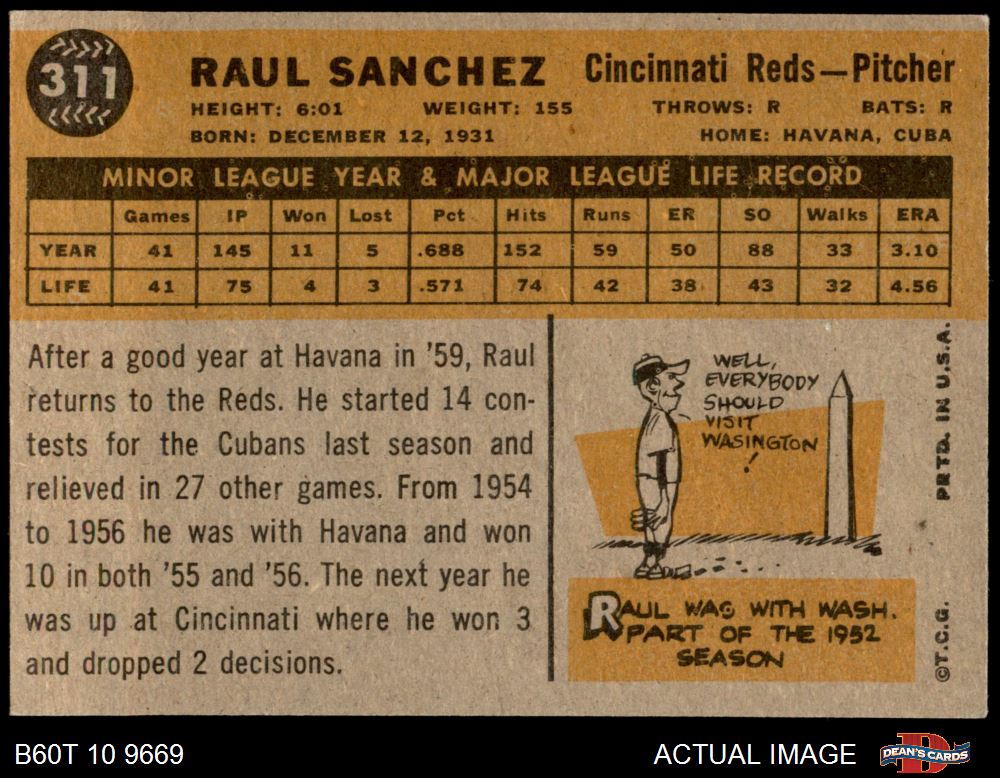 311
RAUL SANCHEZ Cincinnati Reds—Pitcher
HEIGHT: 6:01 WEIGHT: 155 THROWS: R BATS: R
BORN: DECEMBER 12, 1931 HOME: HAVANA, CUBA
MINOR LEAGUE YEAR & MAJOR LEAGUE LIFE RECORD
Games IP Won Lost Pct Hits Runs ER SO Walks ERA
YEAR 41 145 11 5 .688 152 59 50 88 33 3.10
LIFE 41 75 4 3 .571 74 42 38 43 32 4.56
After a good year at Havana in '59, Raul
returns to the Reds. He started 14 con-
tests for the Cubans last season and
relieved in 27 other games. From 1954
to 1956 he was with Havana and won
10 in both '55 and '56. The next year he
was up at Cincinnati where he won 3
and dropped 2 decisions.
WELL,
EVERYBODY
SHOULD
VISIT
WASINGTON
!
RAUL WAS WITH WASH.
PART OF THE 1952
SEASON
©T.C.G. PRTD. IN U.S.A.
B60T 10 9669 ACTUAL IMAGE
D
DEAN'S CARDS